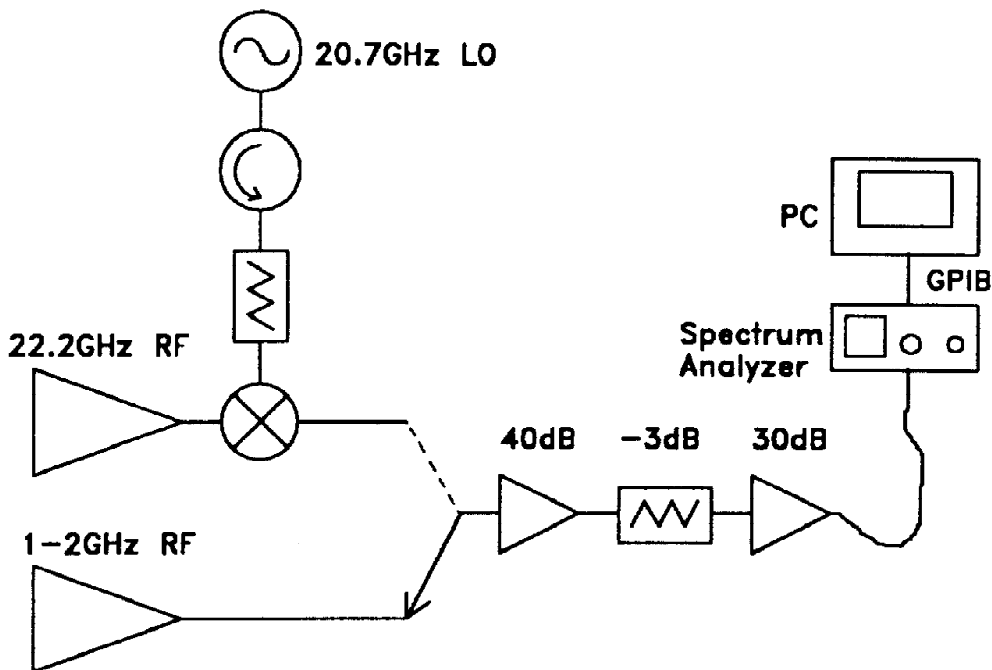 20.7GHz LO
PC
GPIB
22.2GHz RF
Spectrum
Analyzer
40dB
-3dB
30dB
1-2GHz RF